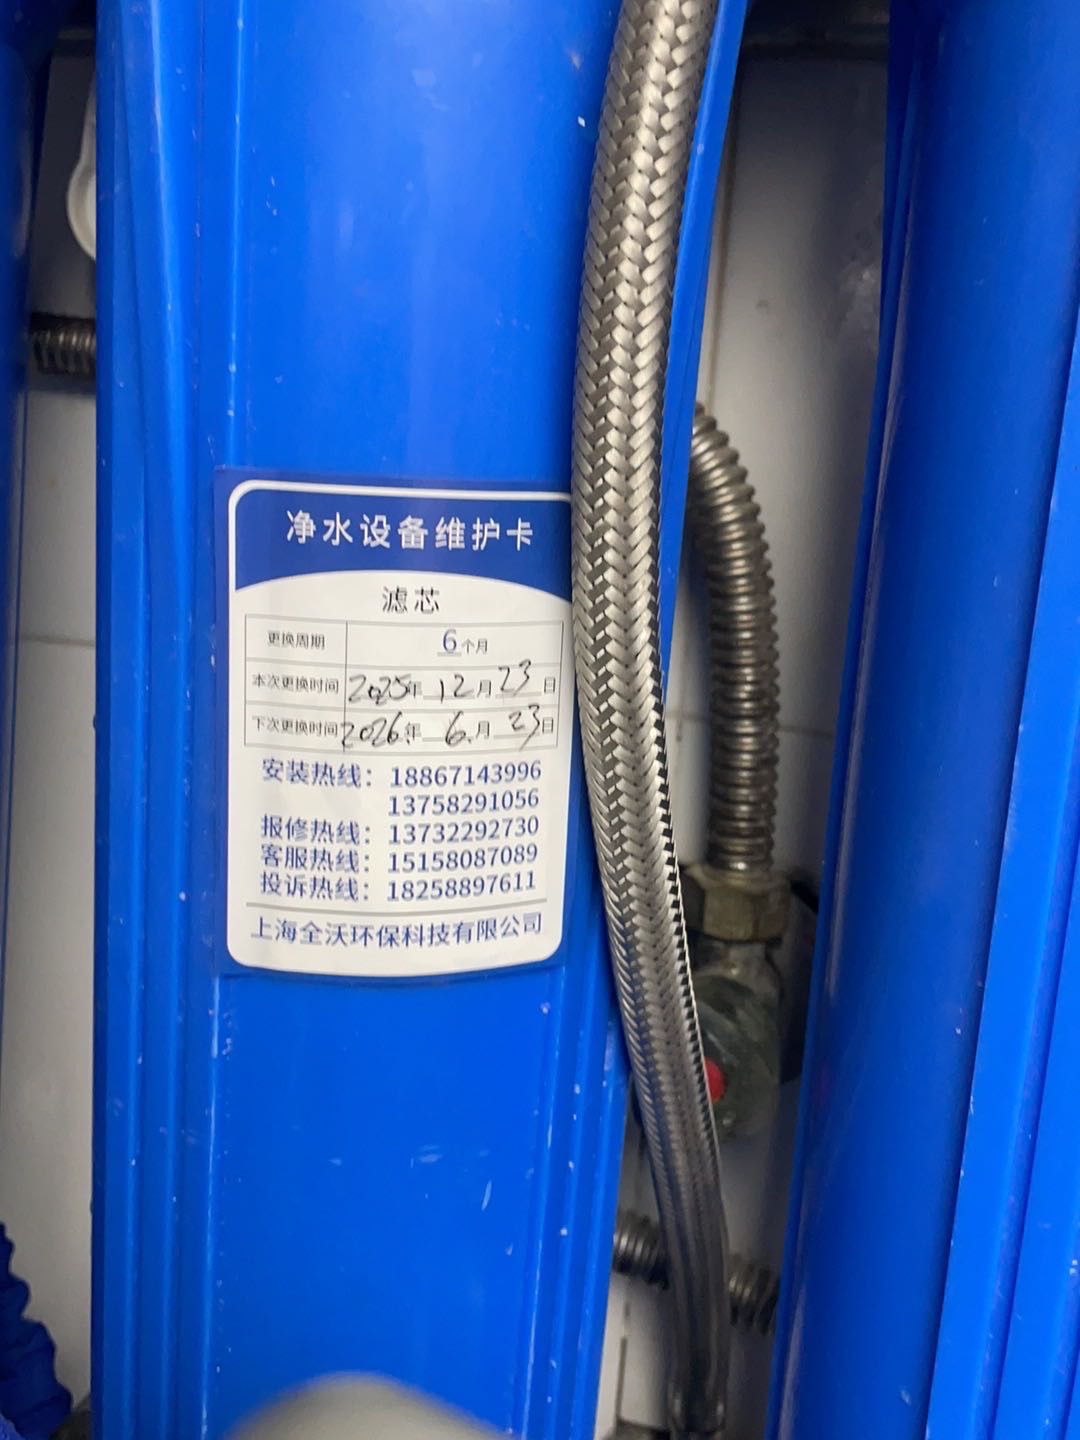 净水设备维护卡
滤芯
更换周期 6个月
本次更换时间 2025年12月23日
下次更换时间 2026年6月23日
安装热线：18867143996
13758291056
报修热线：13732292730
客服热线：15158087089
投诉热线：18258897611
上海全沃环保科技有限公司